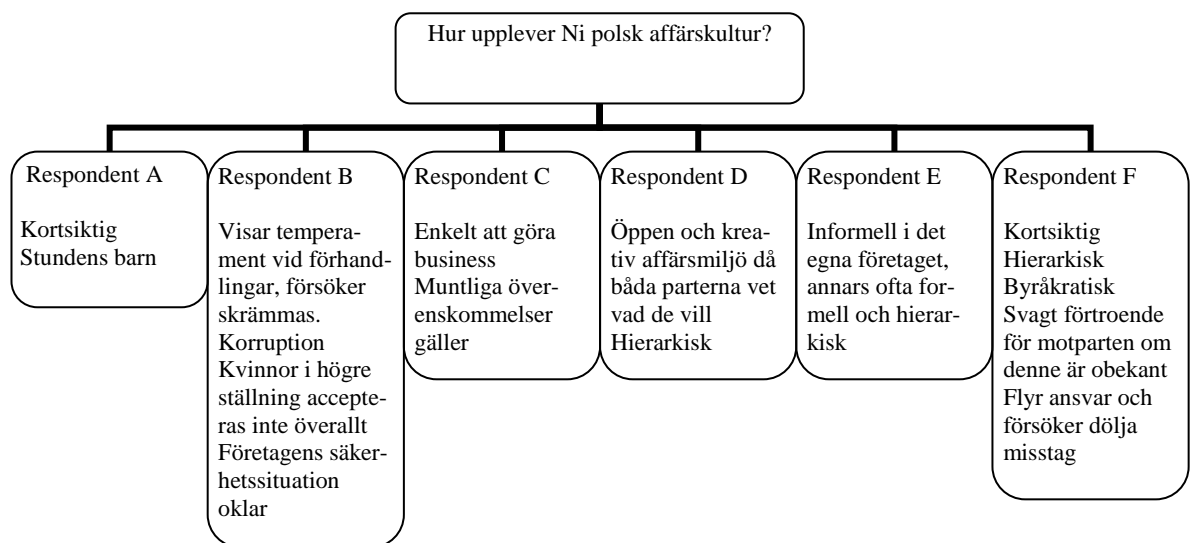 Hur upplever Ni polsk affärskultur?
Respondent A
Kortsiktig
Stundens barn
Respondent B
Visar tempera-
ment vid förhand-
lingar, försöker
skrämmas.
Korruption
Kvinnor i högre
ställning accepte-
ras inte överallt
Företagens säker-
hetssituation
oklar
Respondent C
Enkelt att göra
business
Muntliga över-
enskommelser
gäller
Respondent D
Öppen och krea-
tiv affärsmiljö då
båda parterna vet
vad de vill
Hierarkisk
Respondent E
Informell i det
egna företaget,
annars ofta for-
mell och hierar-
kisk
Respondent F
Kortsiktig
Hierarkisk
Byråkratisk
Svagt förtroende
för motparten om
denne är obekant
Flyr ansvar och
försöker dölja
misstag